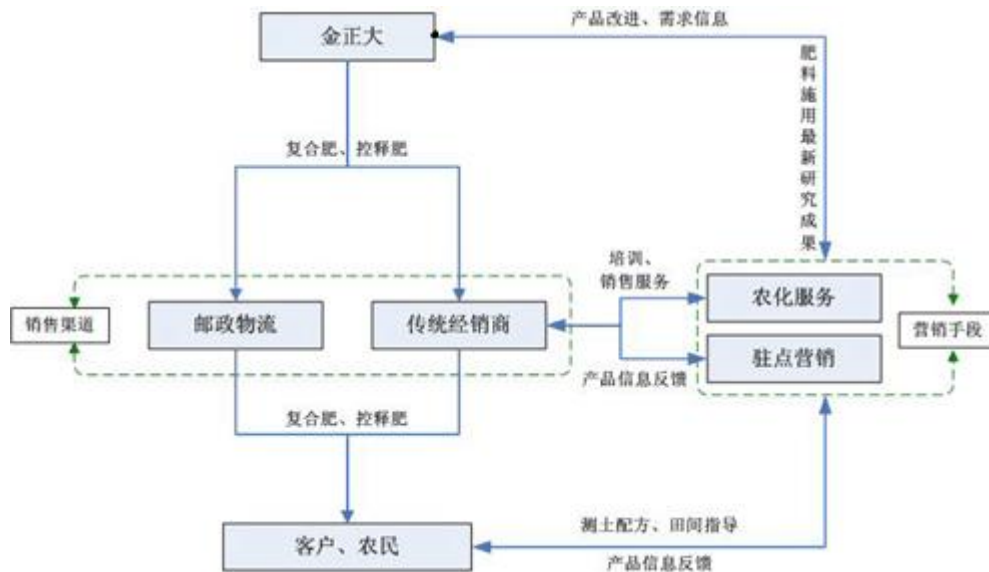 产品改进、需求信息
金正大
肥料施用最新研究成果
复合肥、控释肥
培训、
销售服务
农化服务
销售渠道
邮政物流
传统经销商
营销手段
驻点营销
产品信息反馈
复合肥、控释肥
测土配方、田间指导
客户、农民
产品信息反馈